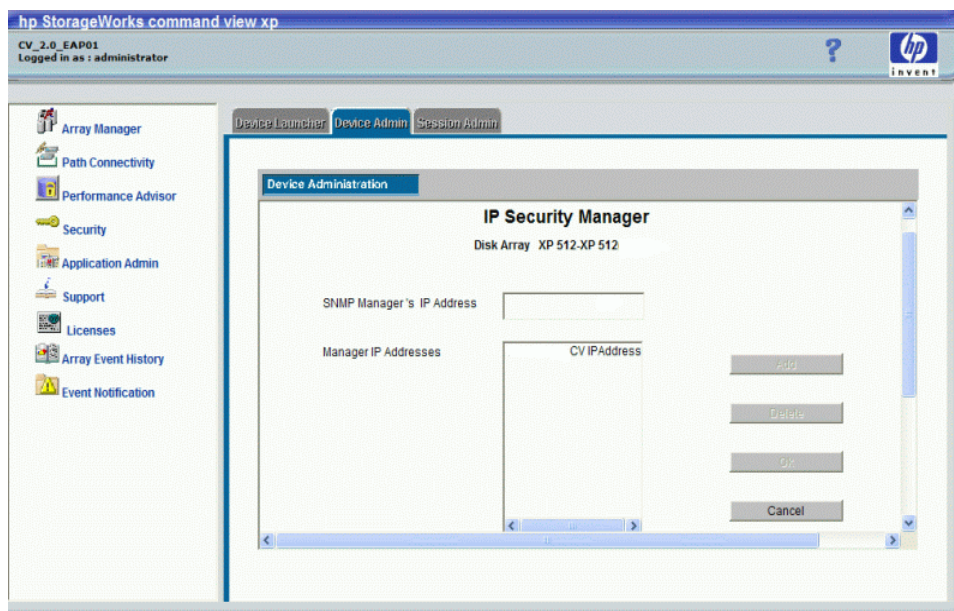 hp StorageWorks command view xp
CV_2.0_EAP01
Logged in as : administrator
?
hp
invent
Array Manager
Path Connectivity
Performance Advisor
Security
Application Admin
Support
Licenses
Array Event History
Event Notification
Device Launcher Device Admin Session Admin
Device Administration
IP Security Manager
Disk Array XP 512-XP 512
SNMP Manager 's IP Address
Manager IP Addresses
CV IPAddress
Add
Delete
OK
Cancel